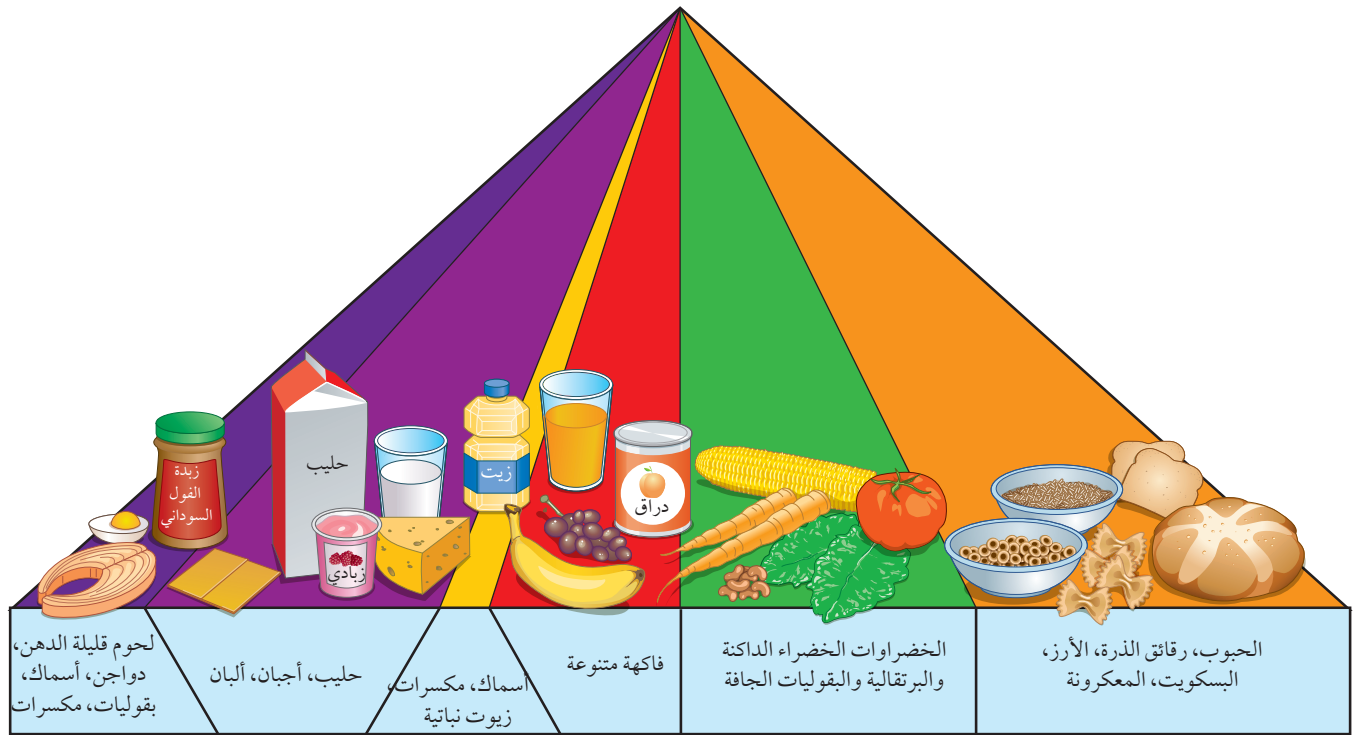 الحبوب، رقائق الذرة، الأرز،
البسكويت، المعكرونة
الخضراوات الخضراء الداكنة
والبرتقالية والبقوليات الجافة
فاكهة متنوعة
أسماك، مكسرات،
زيوت نباتية
حليب، أجبان، ألبان
لحوم قليلة الدهن،
دواجن، أسماك،
بقوليات، مكسرات
دراق
زيت
حليب
زبادي
زبدة
الفول
السوداني